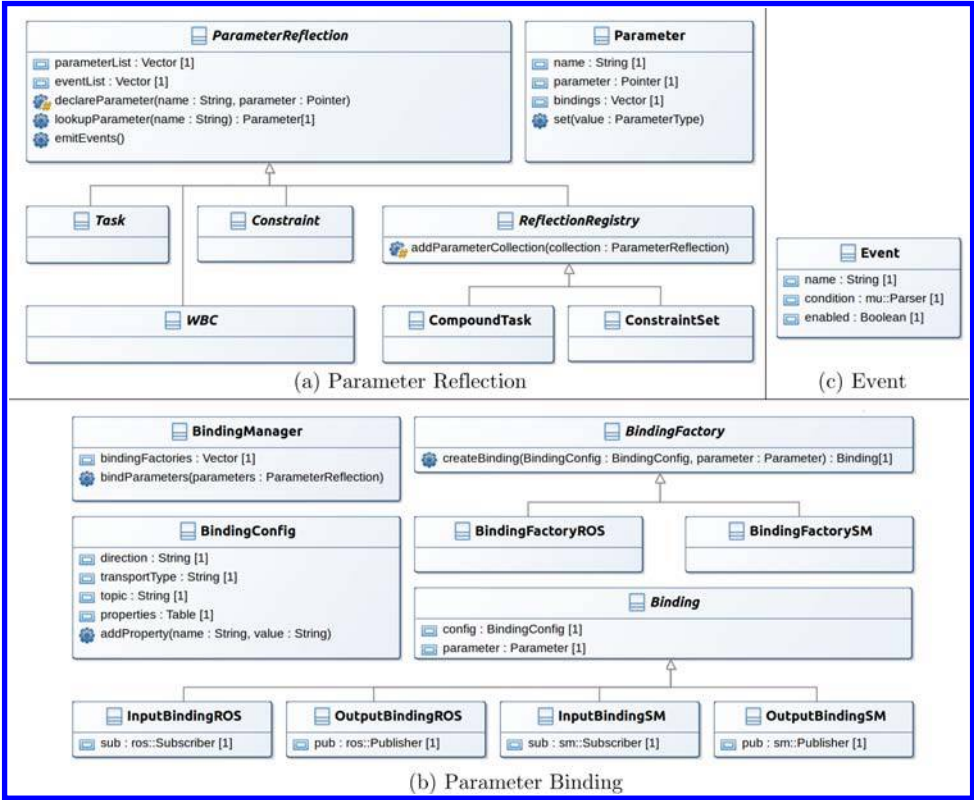 ParameterReflection
parameterList : Vector [1]
eventList : Vector [1]
declareParameter(name : String, parameter : Pointer)
lookupParameter(name : String) : Parameter[1]
emitEvents()
Parameter
name : String [1]
parameter : Pointer [1]
bindings : Vector [1]
set(value : ParameterType)
Task
Constraint
ReflectionRegistry
addParameterCollection(collection : ParameterReflection)
WBC
CompoundTask
ConstraintSet
(a) Parameter Reflection
Event
name : String [1]
condition : mu::Parser [1]
enabled : Boolean [1]
(c) Event
BindingManager
bindingFactories : Vector [1]
bindParameters(parameters : ParameterReflection)
BindingFactory
createBinding(BindingConfig : BindingConfig, parameter : Parameter) : Binding[1]
BindingConfig
direction : String [1]
transportType : String [1]
topic : String [1]
properties : Table [1]
addProperty(name : String, value : String)
BindingFactoryROS
BindingFactorySM
Binding
config : BindingConfig [1]
parameter : Parameter [1]
InputBindingROS
sub : ros::Subscriber [1]
OutputBindingROS
pub : ros::Publisher [1]
InputBindingSM
sub : sm::Subscriber [1]
OutputBindingSM
pub : sm::Publisher [1]
(b) Parameter Binding